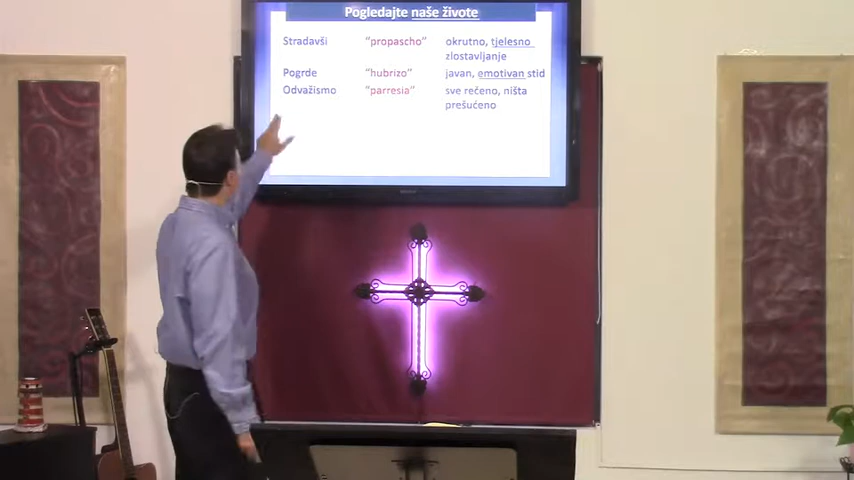 Pogledajte naše živote
Stradavši "propascho" okrutno, tjelesno
zlostavljanje
Pogrde "hubrizo" javan, emotivan stid
Odvažismo "parresia" sve rečeno, ništa
prešućeno